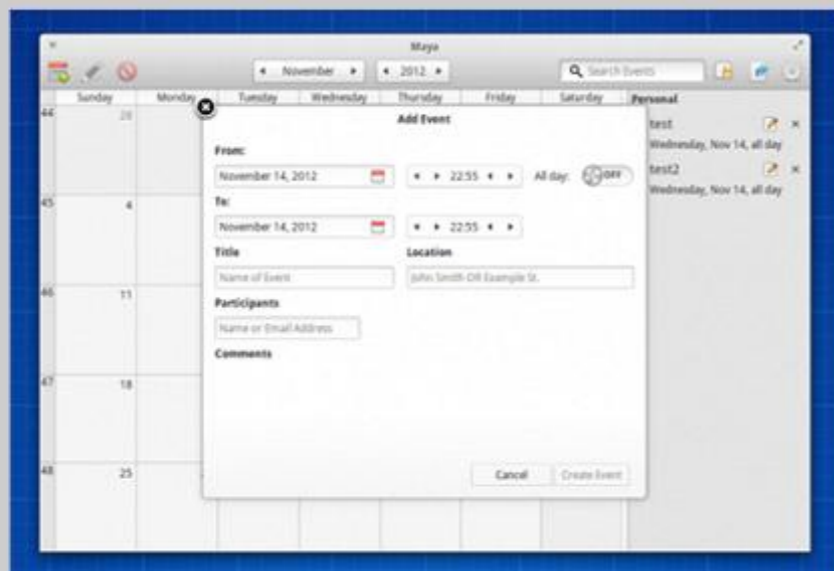 Maya
November 2012 Search Events
Sunday Monday Tuesday Wednesday Thursday Friday Saturday Personal
44 28
Add Event
test
Wednesday, Nov 14, all day
test2
Wednesday, Nov 14, all day
From:
November 14, 2012 22:55 All day: OFF
45 4
To:
November 14, 2012 22:55
Title Location
Name of Event John Smith OR Example St.
46 11
Participants
Name or Email Address
Comments
47 18
48 25
Cancel Create Event